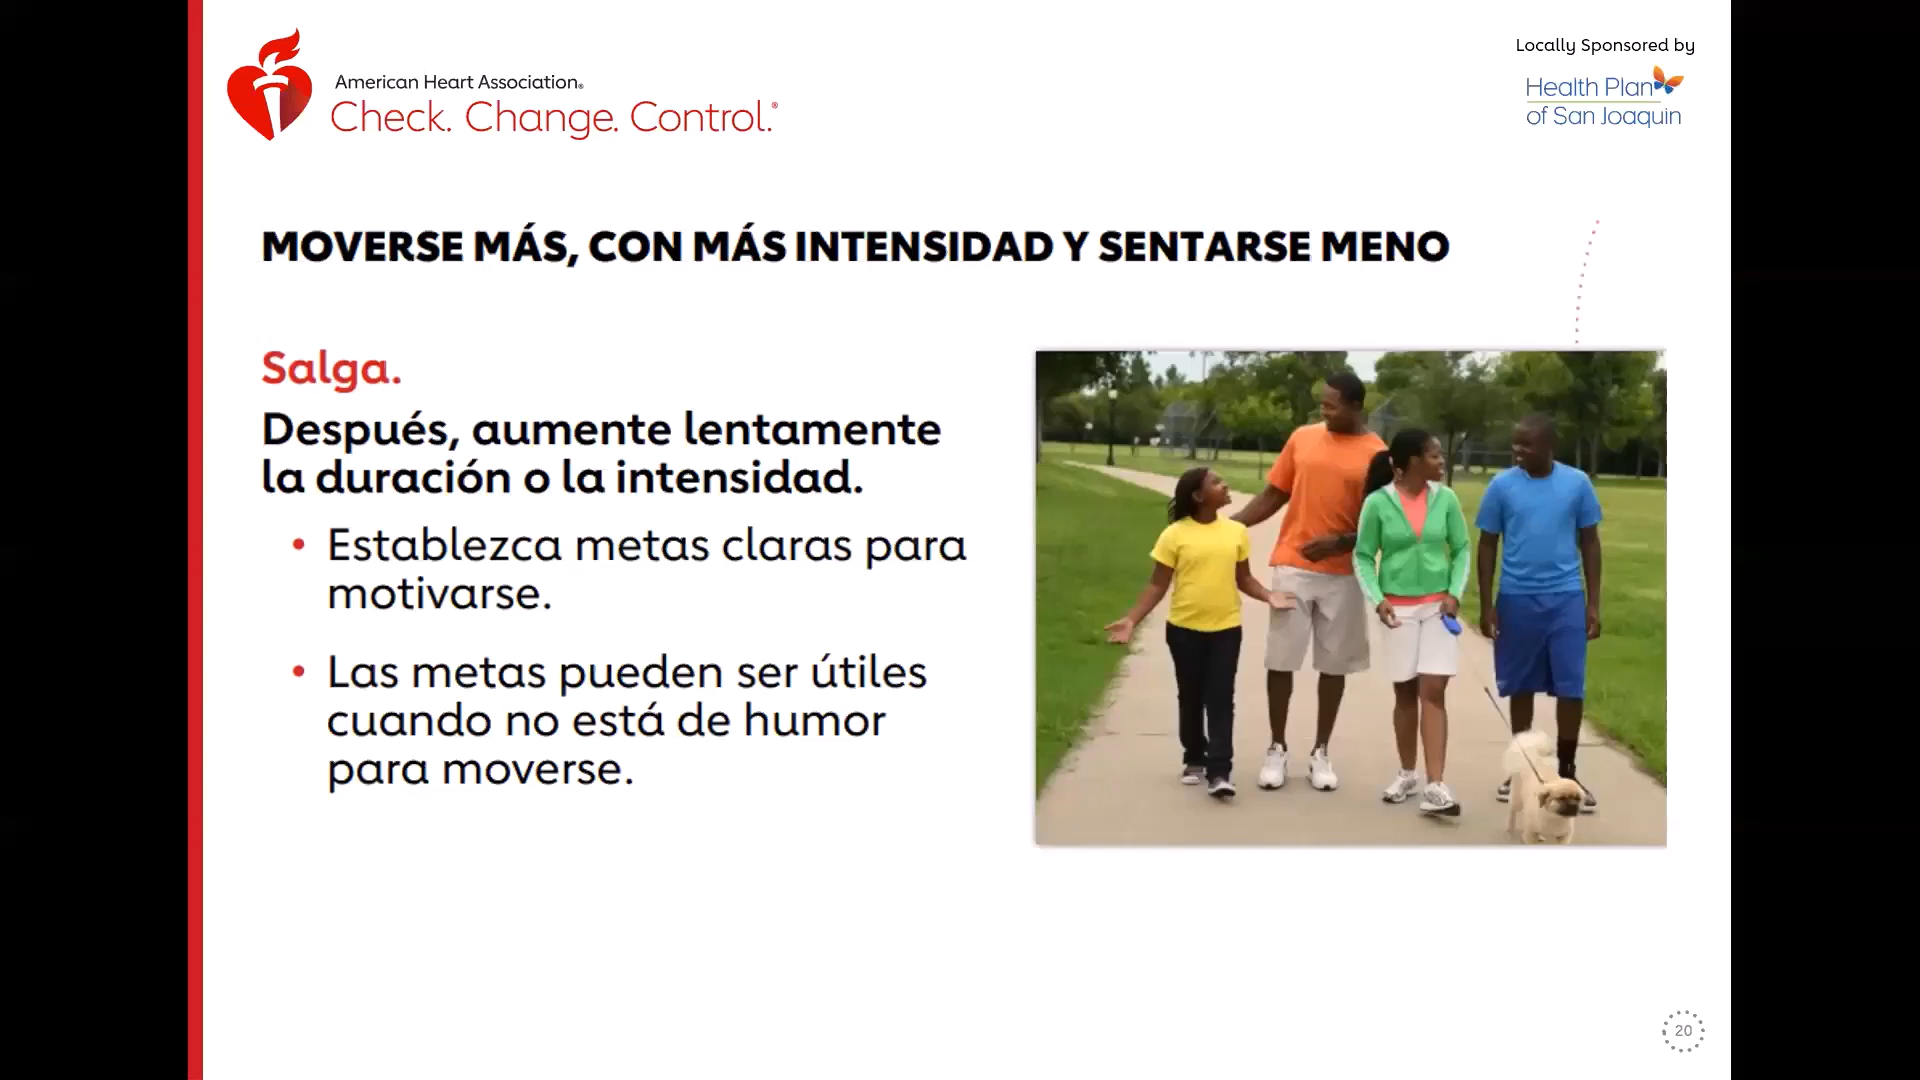 American Heart Association®
Check. Change. Control.®
Locally Sponsored by
Health Plan
of San Joaquin
MOVERSE MÁS, CON MÁS INTENSIDAD Y SENTARSE MENO
Salga.
Después, aumente lentamente
la duración o la intensidad.
• Establezca metas claras para
motivarse.
• Las metas pueden ser útiles
cuando no está de humor
para moverse.
20